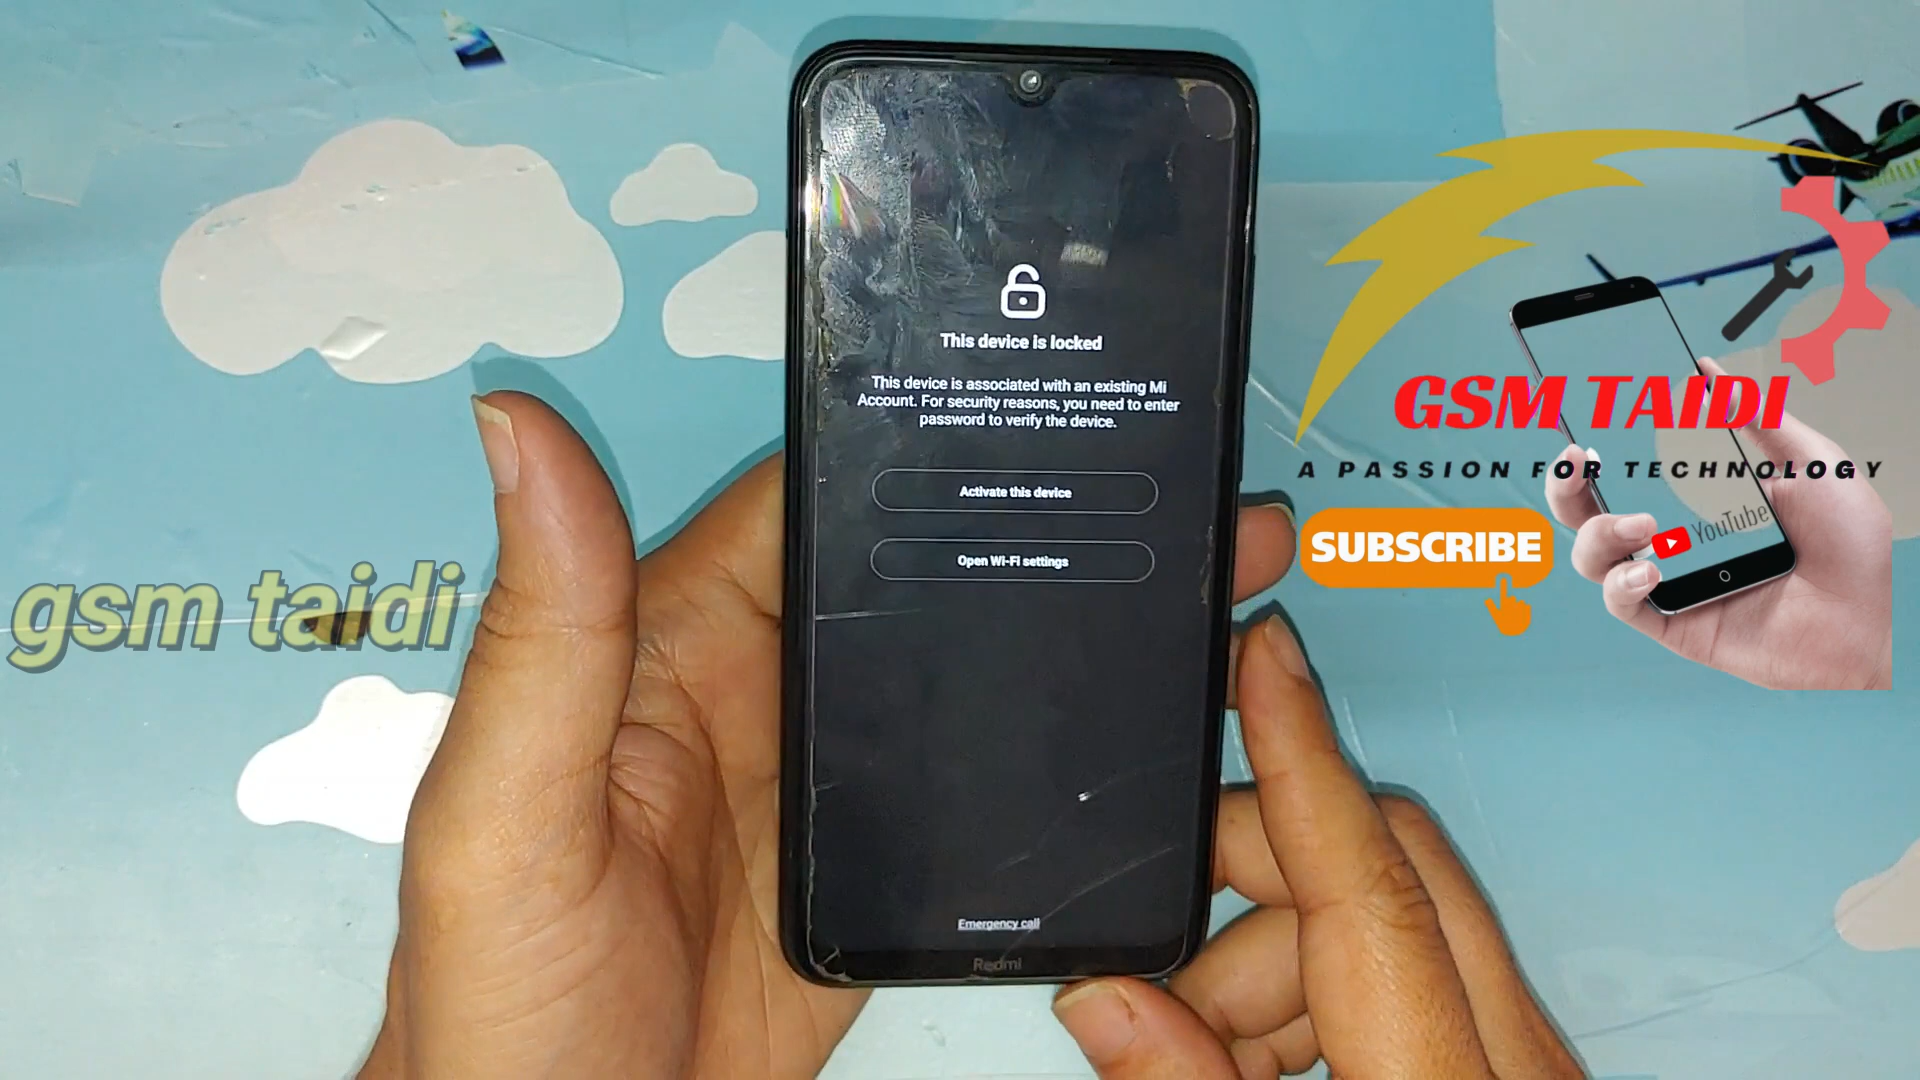 This device is locked
This device is associated with an existing Mi
Account. For security reasons, you need to enter
password to verify the device.
Activate this device
Open Wi-Fi settings
Emergency call
Redmi
gsm taidi
GSM TAIDI
A PASSION FOR TECHNOLOGY
SUBSCRIBE
YouTube